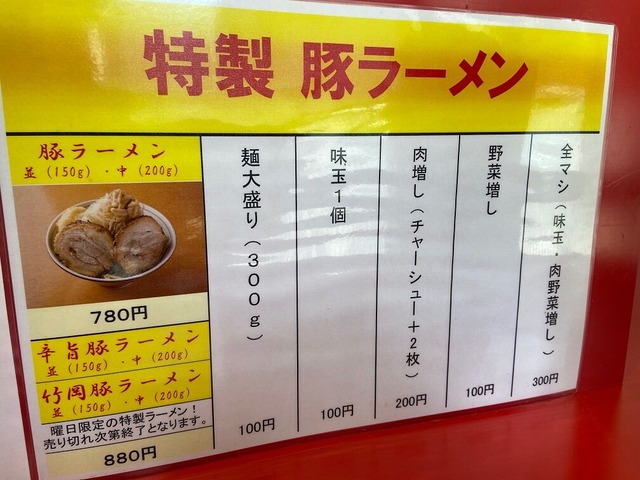 特製 豚ラーメン
豚ラーメン
並(150g)・中(200g)
780円
辛旨豚ラーメン
並(150g)・中(200g)
竹岡豚ラーメン
並(150g)・中(200g)
曜日限定の特製ラーメン!
売り切れ次第終了となります。
880円
麺大盛り(300g)
100円
味玉1個
100円
肉増し(チャーシュー+2枚)
200円
野菜増し
100円
全マシ(味玉・肉野菜増し)
300円